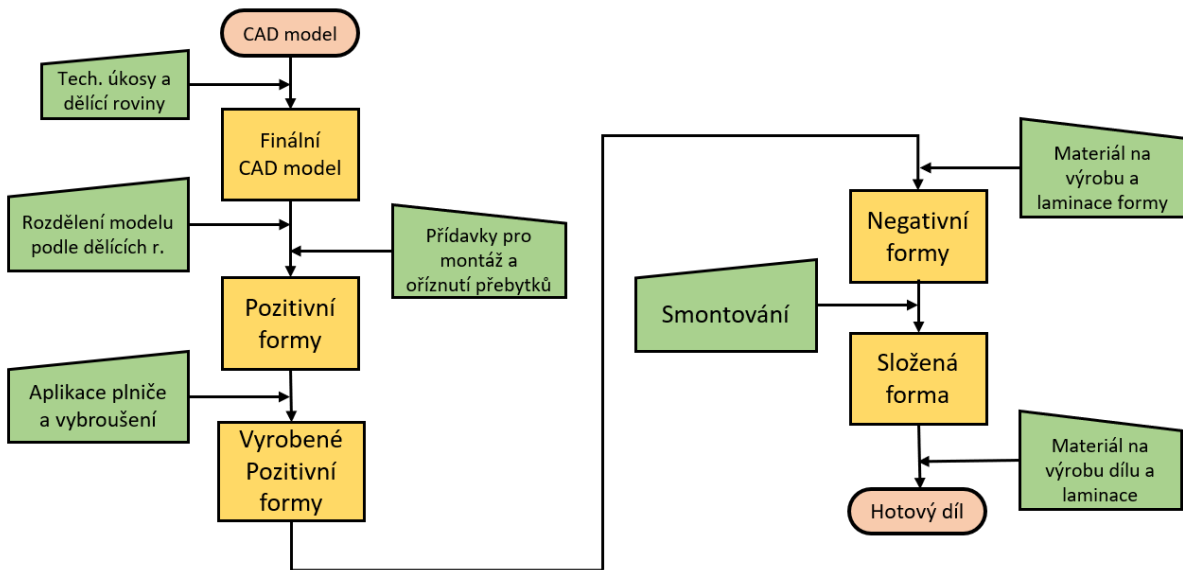 CAD model
Tech. úkosy a
dělící roviny
Finální
CAD model
Rozdělení modelu
podle dělících r.
Přídavky pro
montáž a
oříznutí přebytků
Pozitivní
formy
Aplikace plniče
a vybroušení
Vyrobené
Pozitivní
formy
Materiál na
výrobu a
laminace formy
Negativní
formy
Smontování
Složená
forma
Materiál na
výrobu dílu a
laminace
Hotový díl